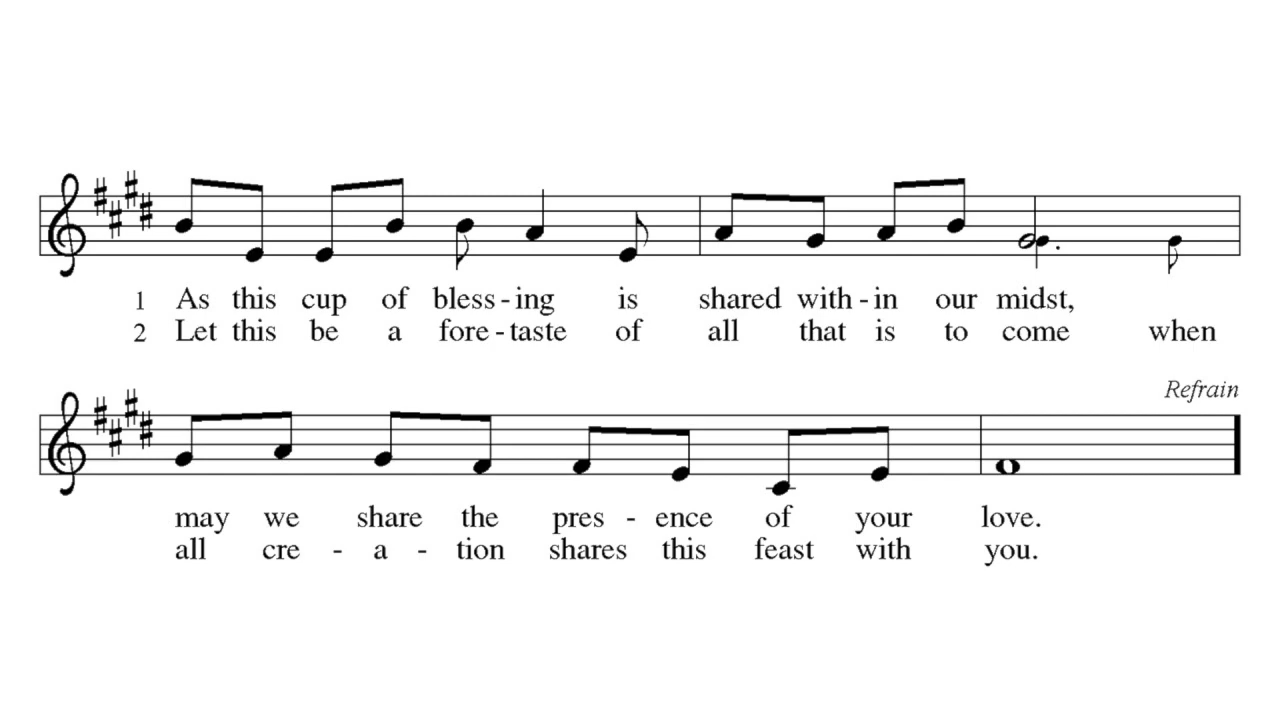 1 As this cup of bless - ing is shared with - in our midst,
2 Let this be a fore - taste of all that is to come when
Refrain
may we share the pres - ence of your love.
all cre - a - tion shares this feast with you.